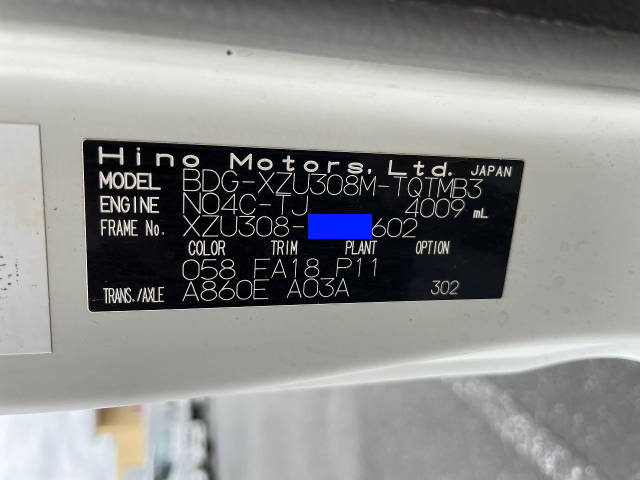 Hino Motors, Ltd. JAPAN
MODEL BDG-XZU308M-TQTMB3
ENGINE N04C-TJ 4009 mL
FRAME No. XZU308- 602
COLOR TRIM PLANT OPTION
058 FA18 P11
TRANS./AXLE A860E A03A 302